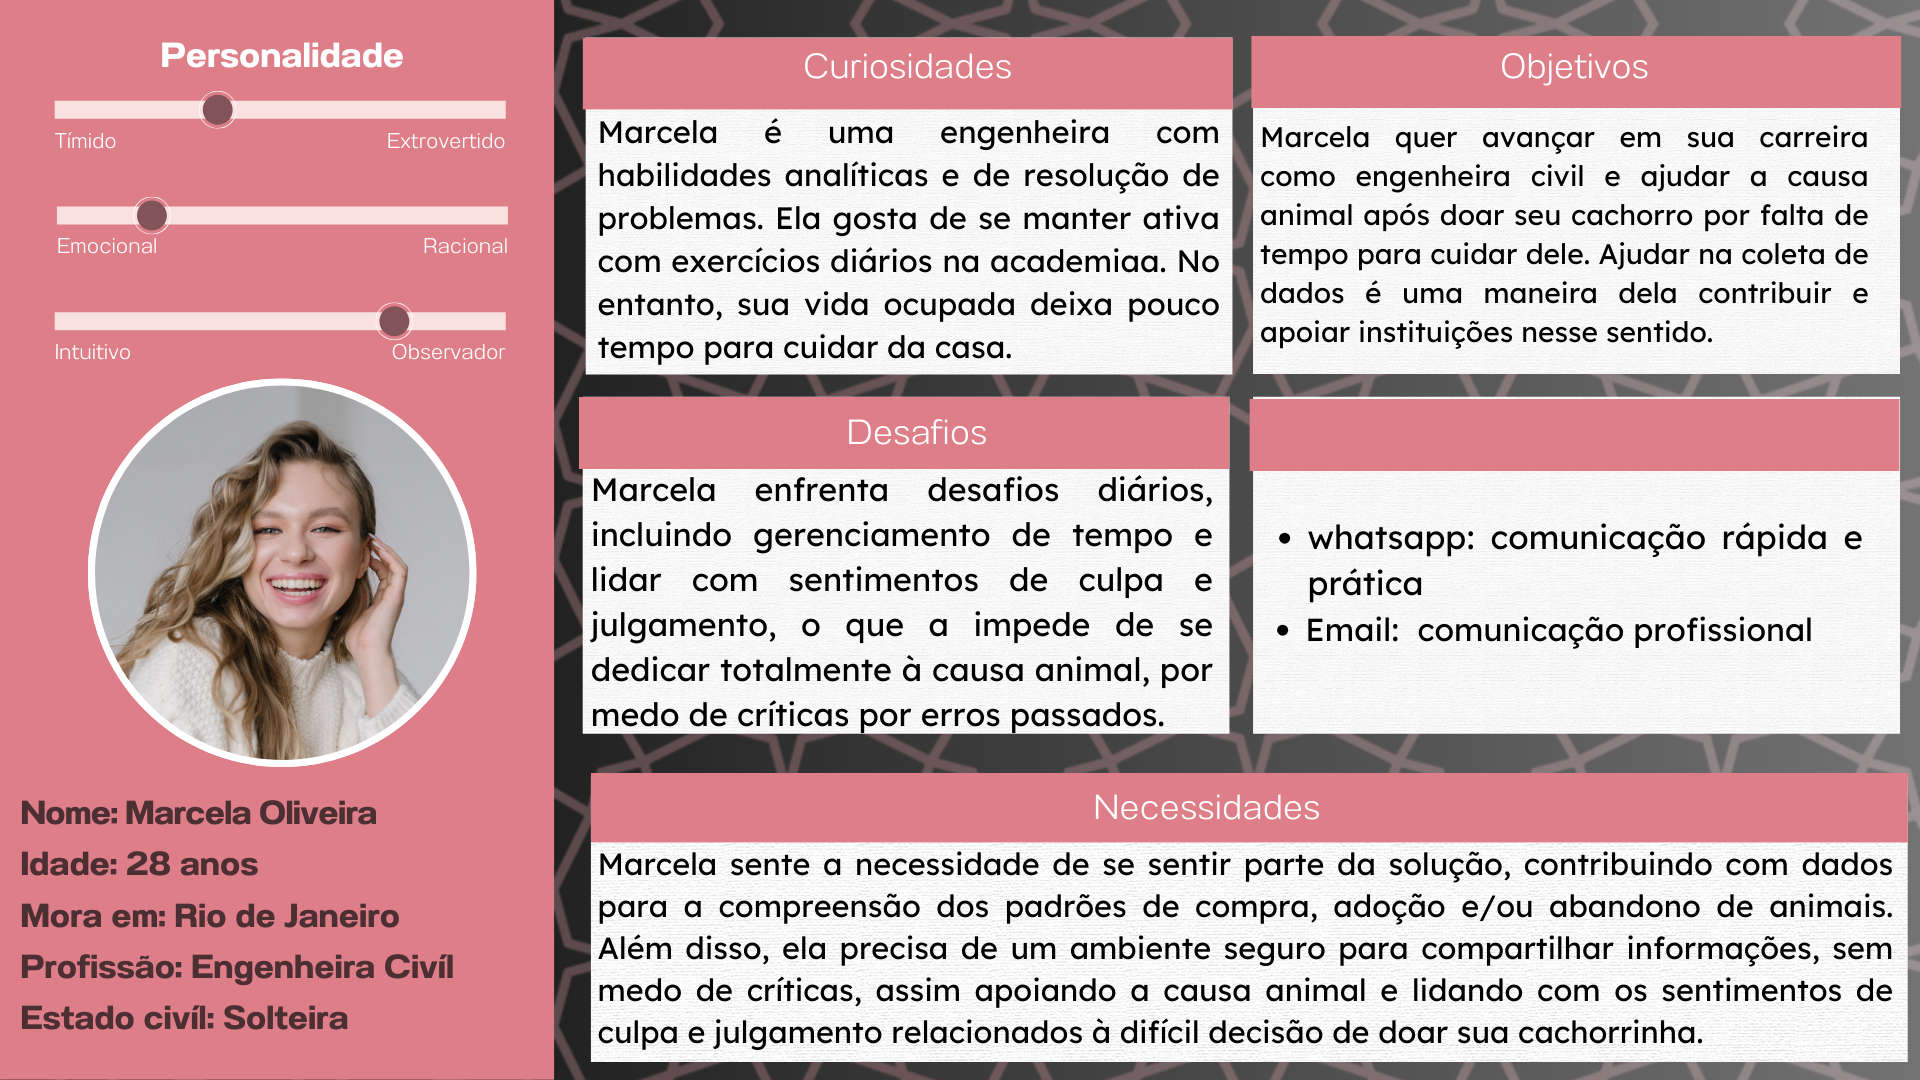 Personalidade
Tímido Extrovertido
Emocional Racional
Intuitivo Observador
Nome: Marcela Oliveira
Idade: 28 anos
Mora em: Rio de Janeiro
Profissão: Engenheira Civíl
Estado civíl: Solteira
Curiosidades
Marcela é uma engenheira com
habilidades analíticas e de resolução de
problemas. Ela gosta de se manter ativa
com exercícios diários na academiaa. No
entanto, sua vida ocupada deixa pouco
tempo para cuidar da casa.
Objetivos
Marcela quer avançar em sua carreira
como engenheira civil e ajudar a causa
animal após doar seu cachorro por falta de
tempo para cuidar dele. Ajudar na coleta de
dados é uma maneira dela contribuir e
apoiar instituições nesse sentido.
Desafios
Marcela enfrenta desafios diários,
incluindo gerenciamento de tempo e
lidar com sentimentos de culpa e
julgamento, o que a impede de se
dedicar totalmente à causa animal, por
medo de críticas por erros passados.
• whatsapp: comunicação rápida e
prática
• Email: comunicação profissional
Necessidades
Marcela sente a necessidade de se sentir parte da solução, contribuindo com dados
para a compreensão dos padrões de compra, adoção e/ou abandono de animais.
Além disso, ela precisa de um ambiente seguro para compartilhar informações, sem
medo de críticas, assim apoiando a causa animal e lidando com os sentimentos de
culpa e julgamento relacionados à difícil decisão de doar sua cachorrinha.